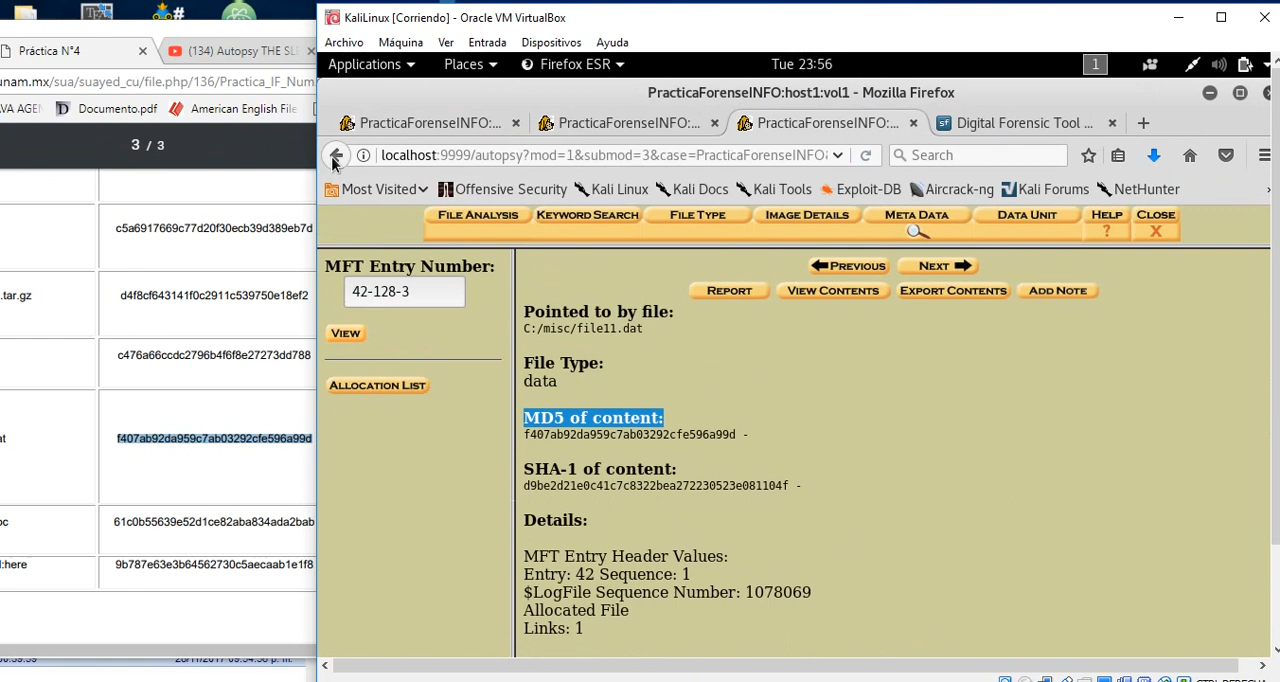 KaliLinux [Corriendo] - Oracle VM VirtualBox
Archivo Máquina Ver Entrada Dispositivos Ayuda
Práctica N°4
(134) Autopsy THE SL
Applications Places Firefox ESR Tue 23:56 1
unam.mx/sua/suayed_cu/file.php/136/Practica_IF_Num
PracticaForenseINFO:host1:vol1 - Mozilla Firefox
VA AGEN Documento.pdf American English File
PracticaForenseINFO:... PracticaForenseINFO:... PracticaForenseINFO:... Digital Forensic Tool ...
3 / 3
localhost:9999/autopsy?mod=1&submod=3&case=PracticaForenseINFO
Search
Most Visited Offensive Security Kali Linux Kali Docs Kali Tools Exploit-DB Aircrack-ng Kali Forums NetHunter
FILE ANALYSIS KEYWORD SEARCH FILE TYPE IMAGE DETAILS META DATA DATA UNIT HELP CLOSE
? X
c5a6917669c77d20f30ecb39d389eb7d
.tar.gz d4f8cf643141f0c2911c539750e18ef2
c476a66ccdc2796b4f6f8e27273dd788
f407ab92da959c7ab03292cfe596a99d
61c0b55639e52d1ce82aba834ada2bab
:here 9b787e63e3b64562730c5aecaab1e1f8
MFT Entry Number:
42-128-3
VIEW
ALLOCATION LIST
PREVIOUS NEXT
REPORT VIEW CONTENTS EXPORT CONTENTS ADD NOTE
Pointed to by file:
C:/misc/file11.dat
File Type:
data
MD5 of content:
f407ab92da959c7ab03292cfe596a99d -
SHA-1 of content:
d9be2d21e0c41c7c8322bea272230523e081104f -
Details:
MFT Entry Header Values:
Entry: 42 Sequence: 1
$LogFile Sequence Number: 1078069
Allocated File
Links: 1